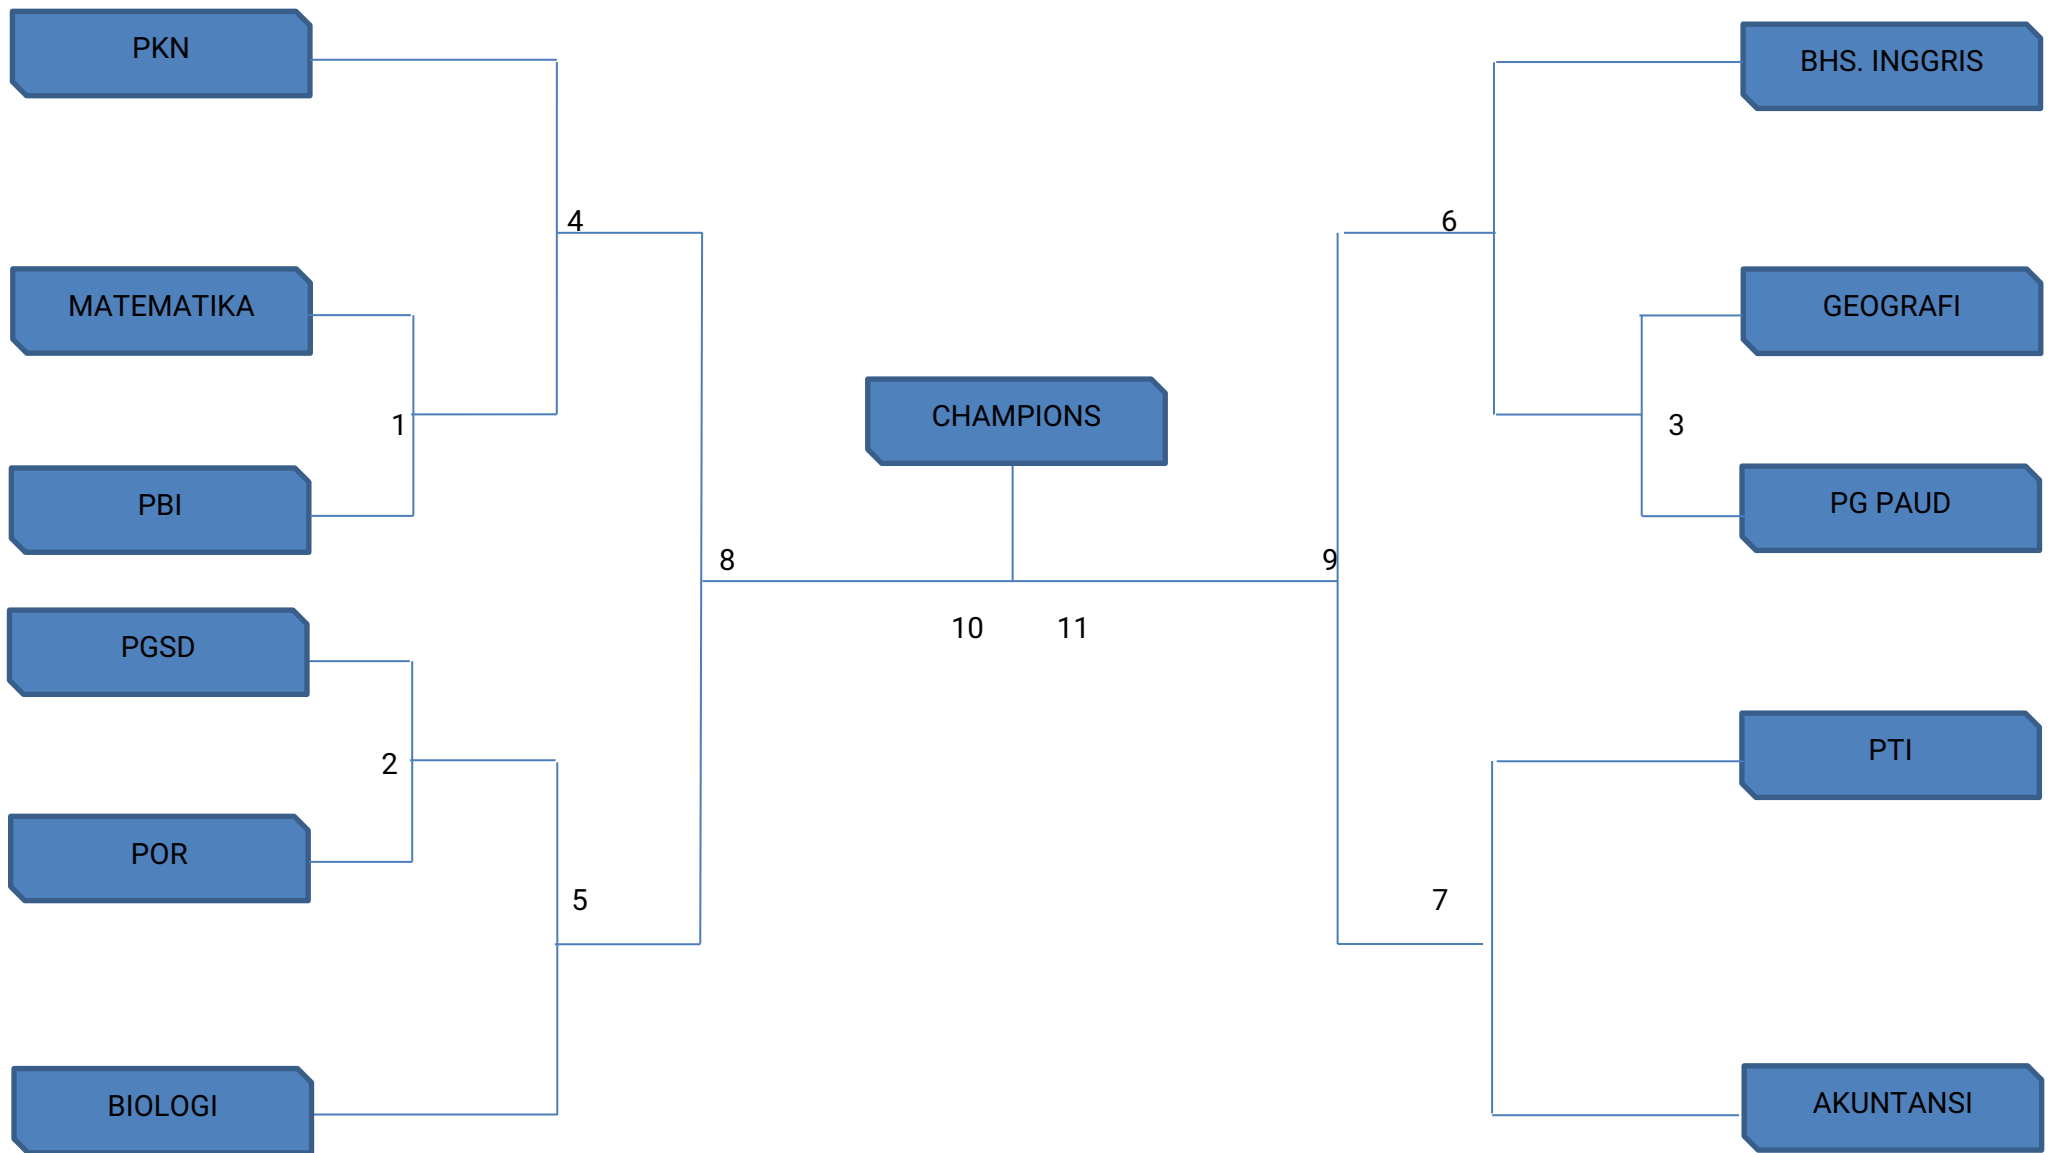 PKN
BHS. INGGRIS
4
6
MATEMATIKA
GEOGRAFI
CHAMPIONS
1
3
PBI
PG PAUD
8
9
10
11
PGSD
PTI
2
POR
5
7
BIOLOGI
AKUNTANSI